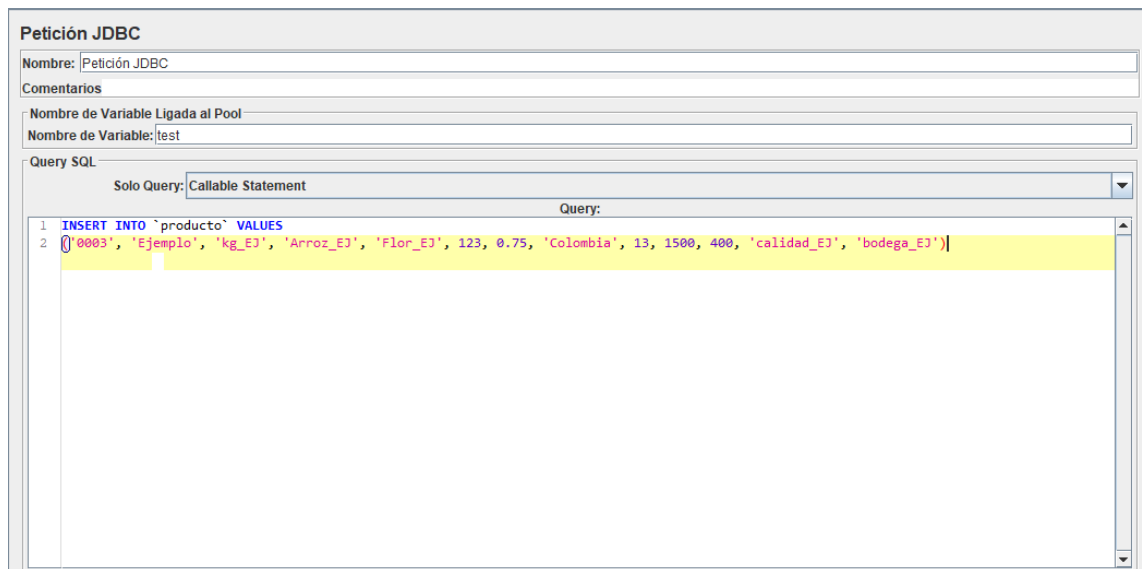 Petición JDBC
Nombre: Petición JDBC
Comentarios
Nombre de Variable Ligada al Pool
Nombre de Variable: test
Query SQL
Solo Query: Callable Statement
Query:
1 INSERT INTO `producto` VALUES
2 ('0003', 'Ejemplo', 'kg_EJ', 'Arroz_EJ', 'Flor_EJ', 123, 0.75, 'Colombia', 13, 1500, 400, 'calidad_EJ', 'bodega_EJ')